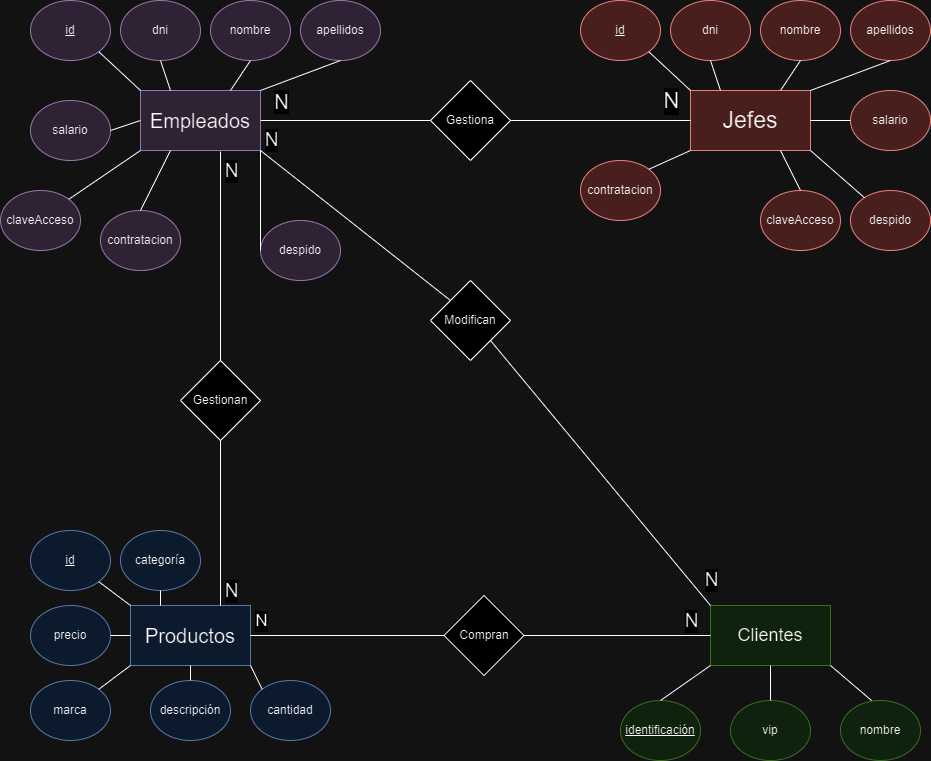 id
dni
nombre
apellidos
id
dni
nombre
apellidos
N
N
Empleados
Gestiona
Jefes
salario
salario
N
N
contratacion
claveAcceso
claveAcceso
despido
contratacion
despido
Modifican
Gestionan
id
categoría
N
N
N
N
precio
Productos
Compran
Clientes
marca
descripción
cantidad
identificación
vip
nombre